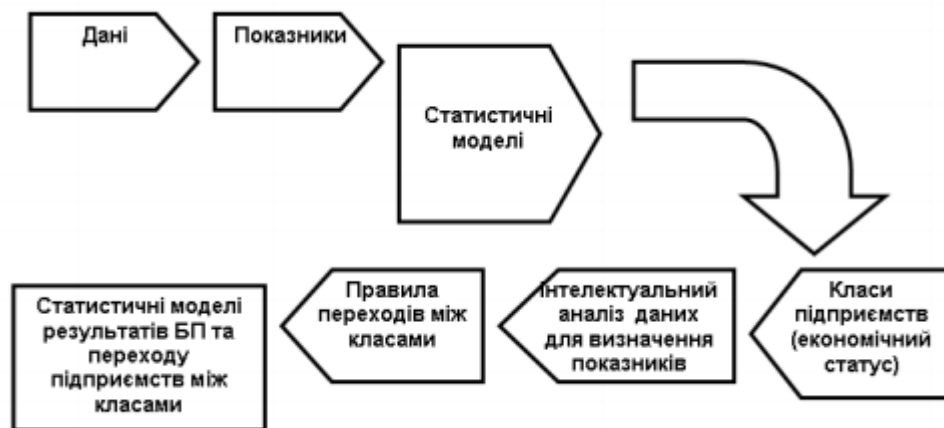 Дані
Показники
Статистичні
моделі
Класи
підприємств
(економічний
статус)
Інтелектуальний
аналіз даних
для визначення
показників
Правила
переходів між
класами
Статистичні моделі
результатів БП та
переходу
підприємств між
класами